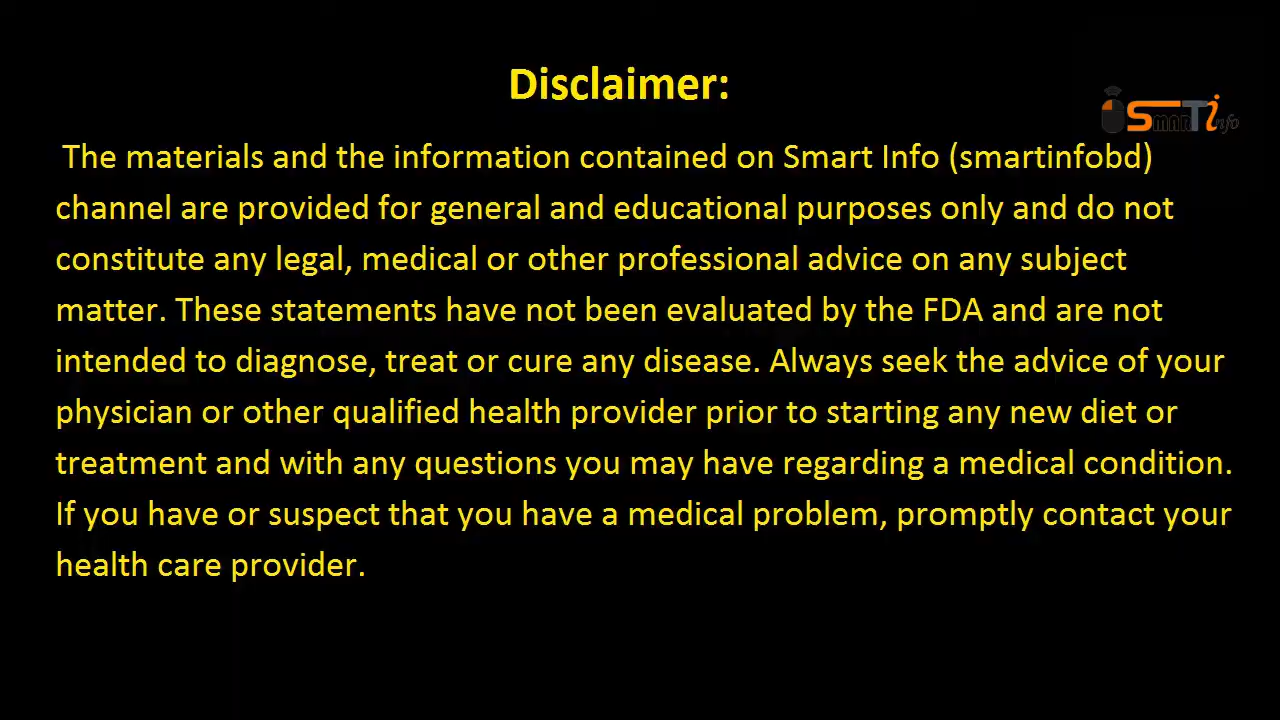 Disclaimer:
SMARTinfo
The materials and the information contained on Smart Info (smartinfobd)
channel are provided for general and educational purposes only and do not
constitute any legal, medical or other professional advice on any subject
matter. These statements have not been evaluated by the FDA and are not
intended to diagnose, treat or cure any disease. Always seek the advice of your
physician or other qualified health provider prior to starting any new diet or
treatment and with any questions you may have regarding a medical condition.
If you have or suspect that you have a medical problem, promptly contact your
health care provider.